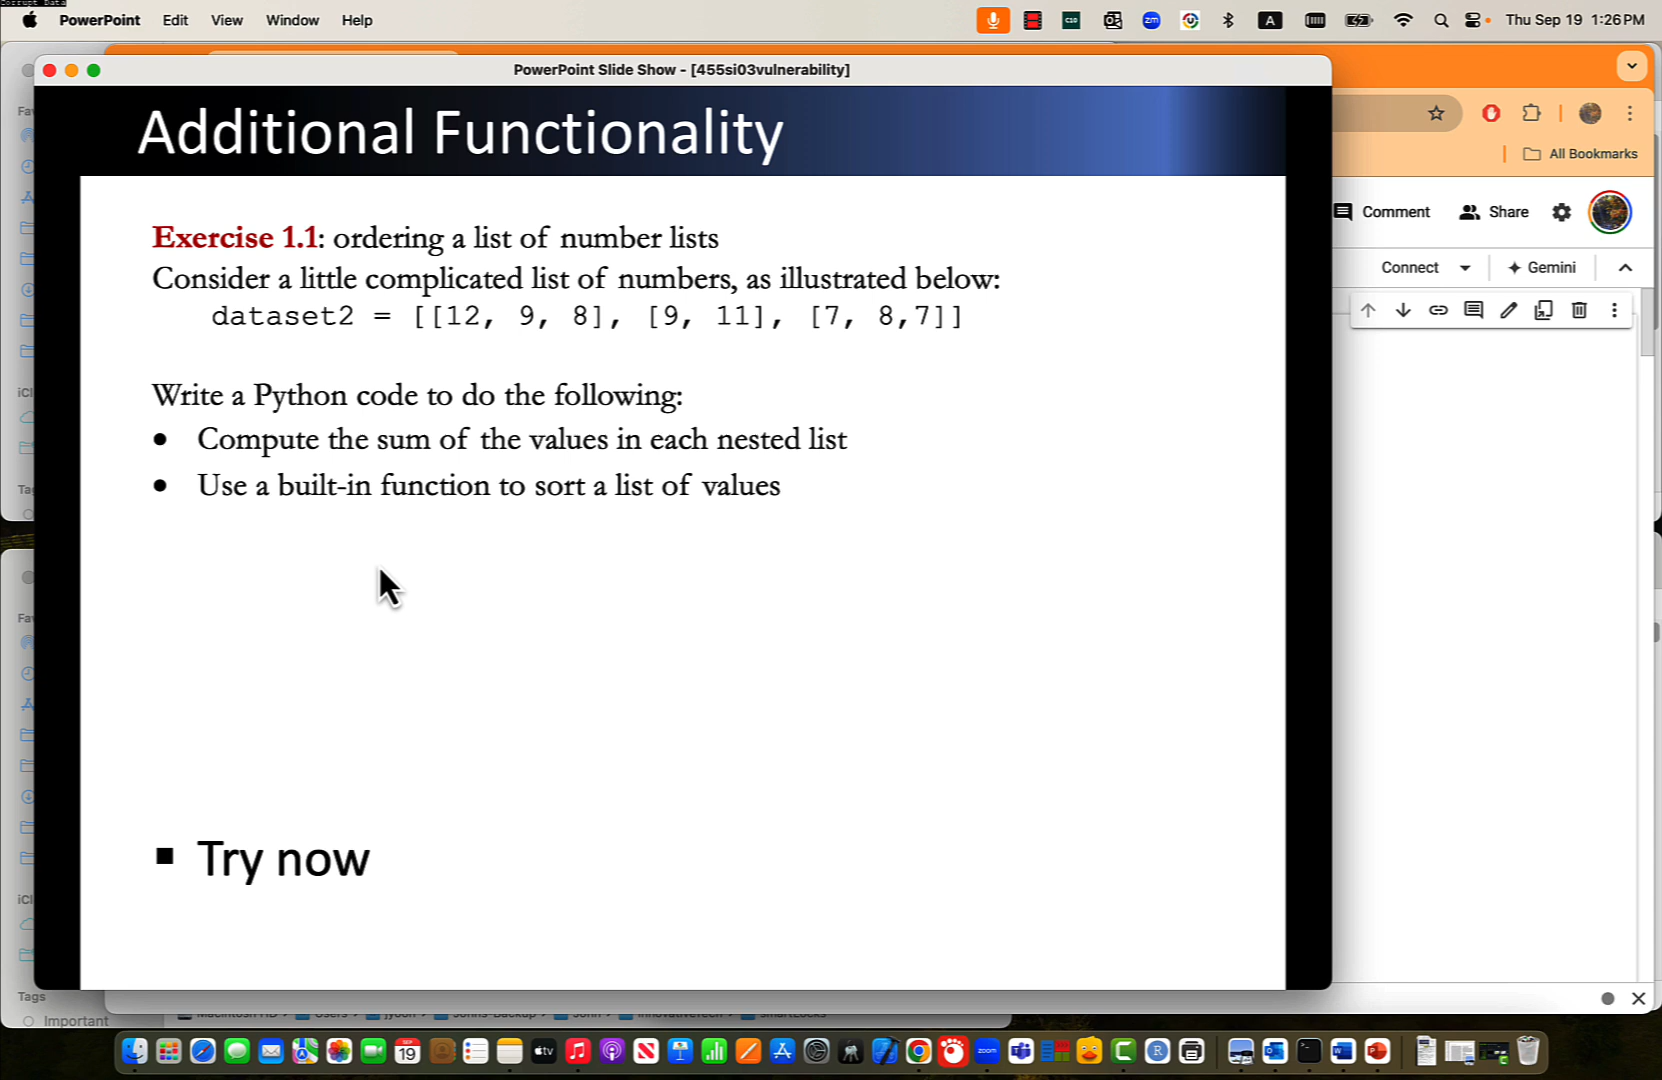 Corrupt Data
PowerPoint Edit View Window Help
Thu Sep 19 1:26 PM
PowerPoint Slide Show - [455si03vulnerability]
All Bookmarks
Comment Share
Connect Gemini
Additional Functionality
Exercise 1.1: ordering a list of number lists
Consider a little complicated list of numbers, as illustrated below:
dataset2 = [[12, 9, 8], [9, 11], [7, 8,7]]
Write a Python code to do the following:
• Compute the sum of the values in each nested list
• Use a built-in function to sort a list of values
▪ Try now
Tags
Important